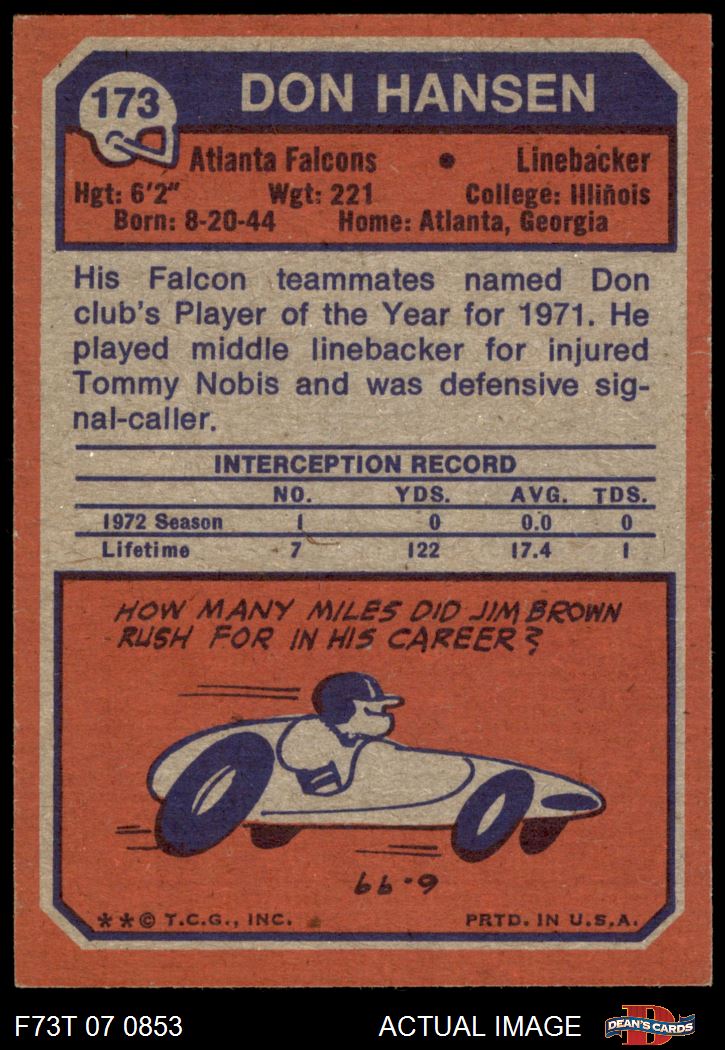 173
DON HANSEN
Atlanta Falcons • Linebacker
Hgt: 6'2" Wgt: 221 College: Illinois
Born: 8-20-44 Home: Atlanta, Georgia
His Falcon teammates named Don
club's Player of the Year for 1971. He
played middle linebacker for injured
Tommy Nobis and was defensive sig-
nal-caller.
INTERCEPTION RECORD
NO. YDS. AVG. TDS.
1972 Season 1 0 0.0 0
Lifetime 7 122 17.4 1
HOW MANY MILES DID JIM BROWN
RUSH FOR IN HIS CAREER?
66.9
**© T.C.G., INC. PRTD. IN U.S.A.
F73T 07 0853 ACTUAL IMAGE
D
DEAN'S CARDS